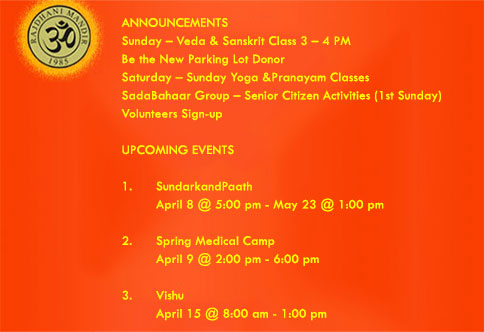 RAJDHANI MANDIR
ॐ
1985
ANNOUNCEMENTS
Sunday – Veda & Sanskrit Class 3 – 4 PM
Be the New Parking Lot Donor
Saturday – Sunday Yoga &Pranayam Classes
SadaBahaar Group – Senior Citizen Activities (1st Sunday)
Volunteers Sign-up
UPCOMING EVENTS
1. SundarkandPaath
April 8 @ 5:00 pm - May 23 @ 1:00 pm
2. Spring Medical Camp
April 9 @ 2:00 pm - 6:00 pm
3. Vishu
April 15 @ 8:00 am - 1:00 pm